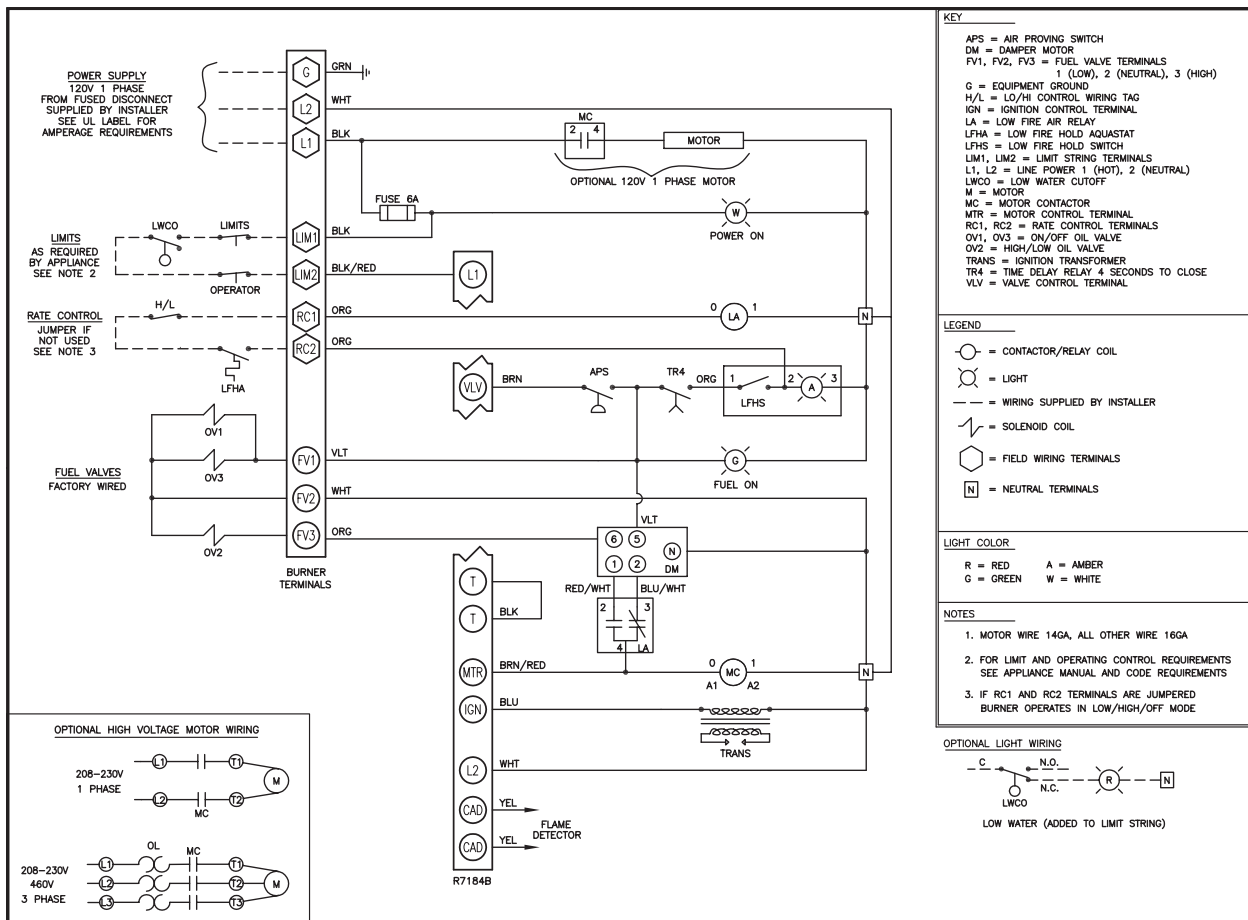 POWER SUPPLY
120V 1 PHASE
FROM FUSED DISCONNECT
SUPPLIED BY INSTALLER
SEE UL LABEL FOR
AMPERAGE REQUIREMENTS
G
GRN
L2
WHT
L1
BLK
MC
2 4
MOTOR
OPTIONAL 120V 1 PHASE MOTOR
FUSE 6A
W
POWER ON
LIMITS
AS REQUIRED
BY APPLIANCE
SEE NOTE 2
LWCO
LIMITS
LIM1
BLK
OPERATOR
LIM2
BLK/RED
L1
RATE CONTROL
JUMPER IF
NOT USED
SEE NOTE 3
H/L
RC1
ORG
0 LA 1
N
LFHA
RC2
ORG
VLV
BRN
APS
TR4
ORG
1
LFHS
2
A
3
FUEL VALVES
FACTORY WIRED
OV1
OV3
FV1
VLT
G
FUEL ON
FV2
WHT
OV2
FV3
ORG
BURNER
TERMINALS
VLT
6 5
N
1 2
DM
RED/WHT
BLU/WHT
2 3
4 LA
T
T
BLK
MTR
BRN/RED
0 MC 1
A1 A2
N
IGN
BLU
TRANS
L2
WHT
CAD
YEL
FLAME
DETECTOR
CAD
YEL
R7184B
OPTIONAL HIGH VOLTAGE MOTOR WIRING
208-230V
1 PHASE
L1 T1
M
L2 T2
MC
208-230V
460V
3 PHASE
OL
MC
L1 T1
L2 T2 M
L3 T3
KEY
APS = AIR PROVING SWITCH
DM = DAMPER MOTOR
FV1, FV2, FV3 = FUEL VALVE TERMINALS
1 (LOW), 2 (NEUTRAL), 3 (HIGH)
G = EQUIPMENT GROUND
H/L = LO/HI CONTROL WIRING TAG
IGN = IGNITION CONTROL TERMINAL
LA = LOW FIRE AIR RELAY
LFHA = LOW FIRE HOLD AQUASTAT
LFHS = LOW FIRE HOLD SWITCH
LIM1, LIM2 = LIMIT STRING TERMINALS
L1, L2 = LINE POWER 1 (HOT), 2 (NEUTRAL)
LWCO = LOW WATER CUTOFF
M = MOTOR
MC = MOTOR CONTACTOR
MTR = MOTOR CONTROL TERMINAL
RC1, RC2 = RATE CONTROL TERMINALS
OV1, OV3 = ON/OFF OIL VALVE
OV2 = HIGH/LOW OIL VALVE
TRANS = IGNITION TRANSFORMER
TR4 = TIME DELAY RELAY 4 SECONDS TO CLOSE
VLV = VALVE CONTROL TERMINAL
LEGEND
= CONTACTOR/RELAY COIL
= LIGHT
= WIRING SUPPLIED BY INSTALLER
= SOLENOID COIL
= FIELD WIRING TERMINALS
N = NEUTRAL TERMINALS
LIGHT COLOR
R = RED A = AMBER
G = GREEN W = WHITE
NOTES
1. MOTOR WIRE 14GA, ALL OTHER WIRE 16GA
2. FOR LIMIT AND OPERATING CONTROL REQUIREMENTS
SEE APPLIANCE MANUAL AND CODE REQUIREMENTS
3. IF RC1 AND RC2 TERMINALS ARE JUMPERED
BURNER OPERATES IN LOW/HIGH/OFF MODE
OPTIONAL LIGHT WIRING
C
N.O.
N.C.
R
N
LWCO
LOW WATER (ADDED TO LIMIT STRING)